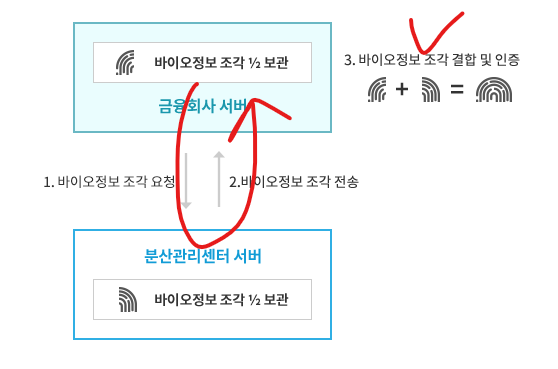 바이오정보 조각 ½ 보관
금융회사 서버
3. 바이오정보 조각 결합 및 인증
+ =
1. 바이오정보 조각 요청
2.바이오정보 조각 전송
분산관리센터 서버
바이오정보 조각 ½ 보관